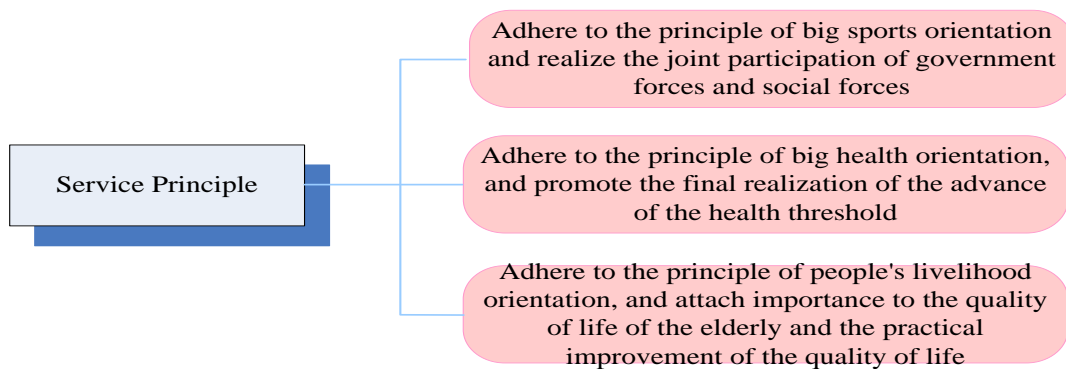 Adhere to the principle of big sports orientation
and realize the joint participation of government
forces and social forces
Service Principle
Adhere to the principle of big health orientation,
and promote the final realization of the advance
of the health threshold
Adhere to the principle of people's livelihood
orientation, and attach importance to the quality
of life of the elderly and the practical
improvement of the quality of life